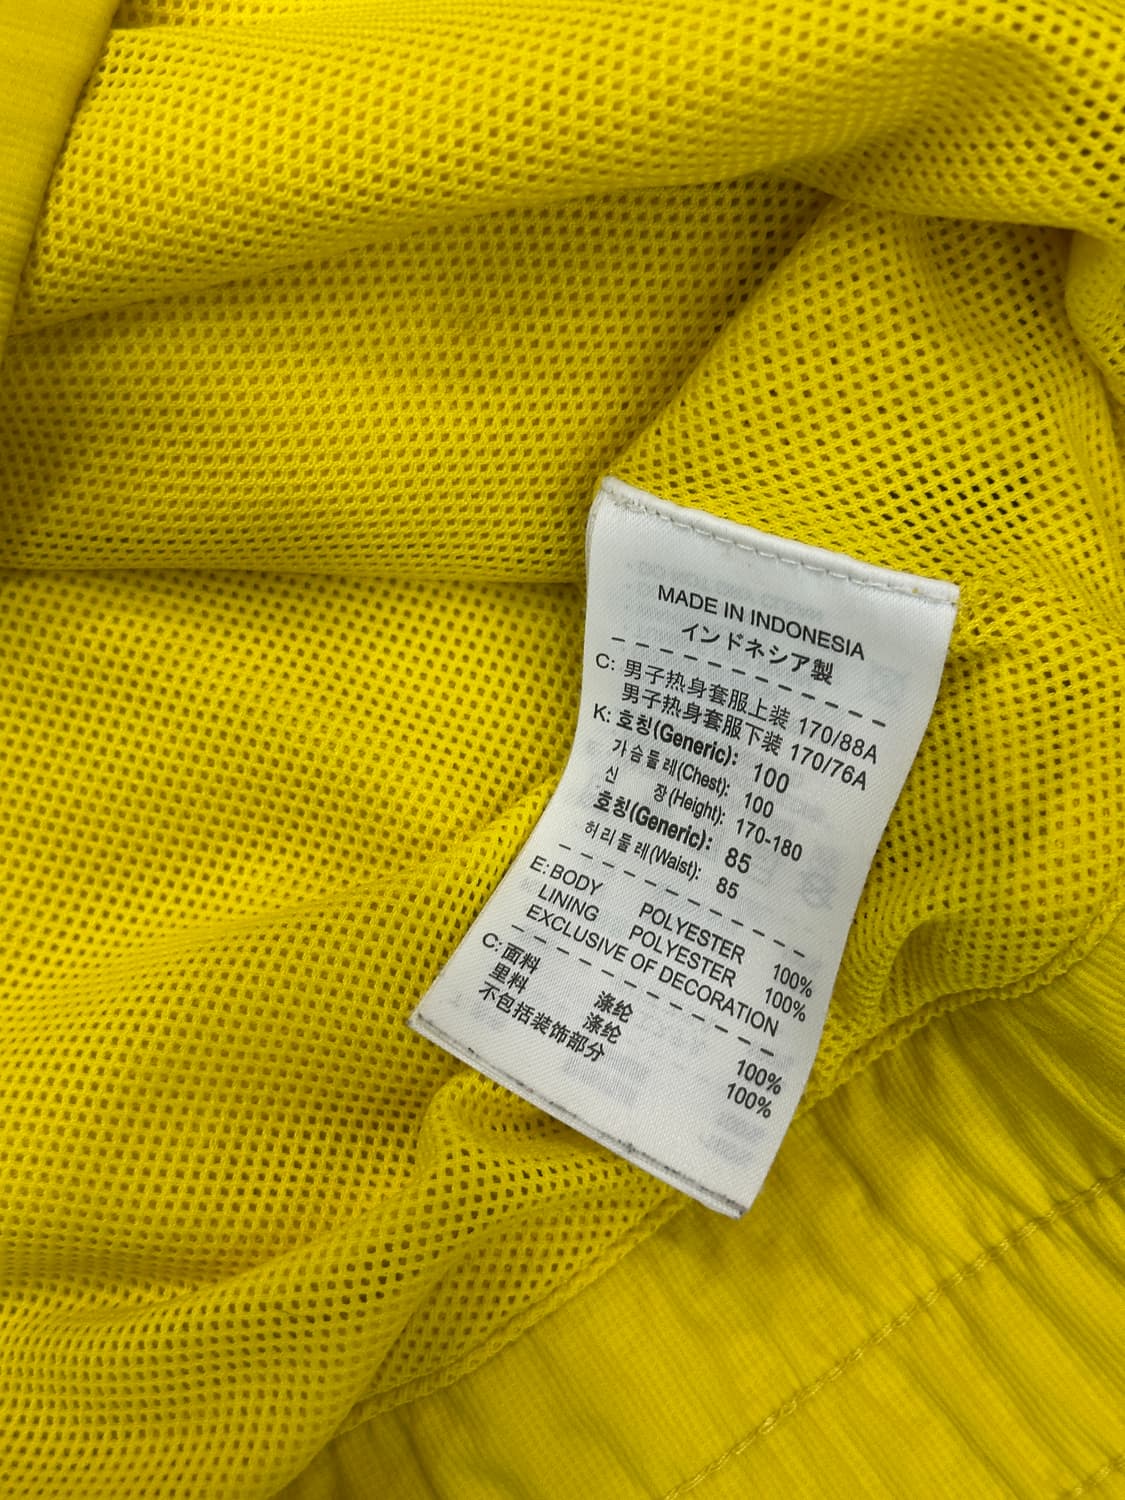 MADE IN INDONESIA
インドネシア製
C: 男子热身套服上装 170/88A
男子热身套服下装 170/76A
K: 호칭(Generic): 100
가슴둘레(Chest): 100
신 장(Height): 170-180
호칭(Generic): 85
허리둘레(Waist): 85
E: BODY POLYESTER 100%
LINING POLYESTER 100%
EXCLUSIVE OF DECORATION
C: 面料 涤纶 100%
里料 涤纶 100%
不包括装饰部分